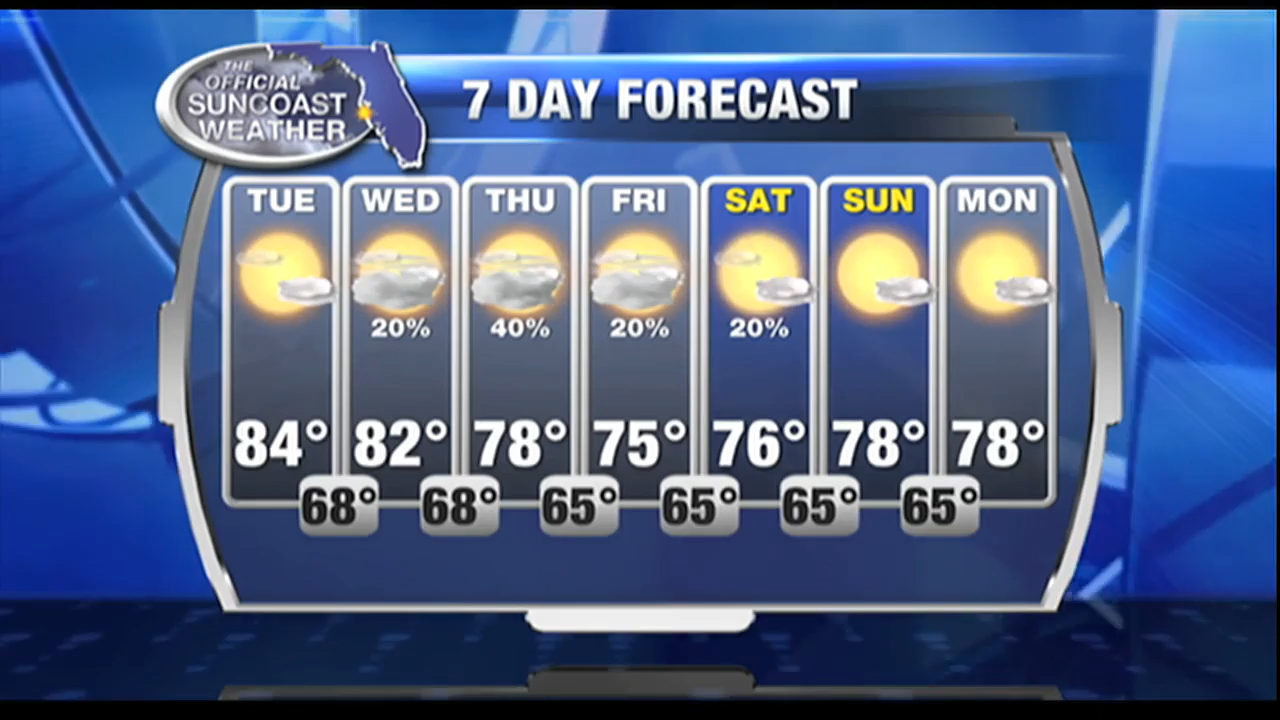 THE
OFFICIAL
SUNCOAST
WEATHER
7 DAY FORECAST
TUE WED THU FRI SAT SUN MON
20% 40% 20% 20%
84° 82° 78° 75° 76° 78° 78°
68° 68° 65° 65° 65° 65°